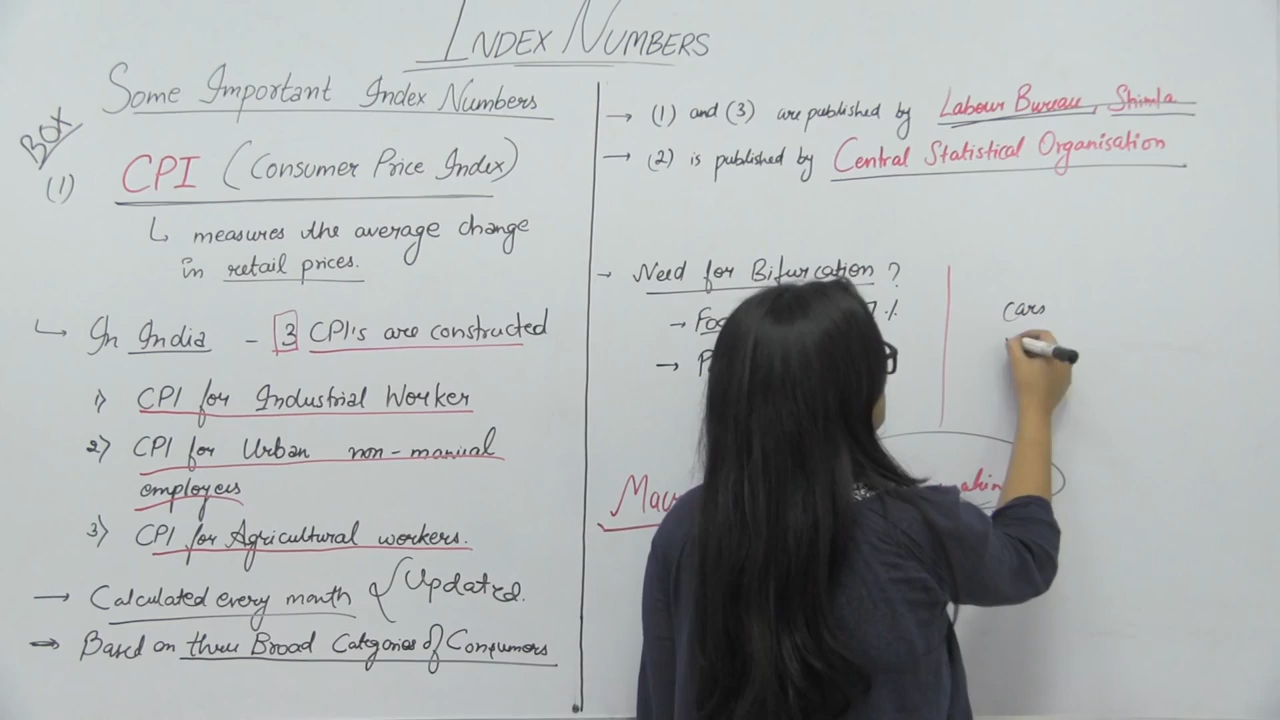 INDEX NUMBERS
Some Important Index Numbers
BOX
(1) CPI (Consumer Price Index)
↳ measures the average change
in retail prices.
↳ In India - 3 CPI's are constructed
1) CPI for Industrial Worker
2) CPI for Urban non-manual
employees
3) CPI for Agricultural workers.
→ Calculated every month & Updated.
⇒ Based on three Broad Categories of Consumers
→ (1) and (3) are published by Labour Bureau, Shimla
→ (2) is published by Central Statistical Organisation
→ Need for Bifurcation ?
→ %
→
cars